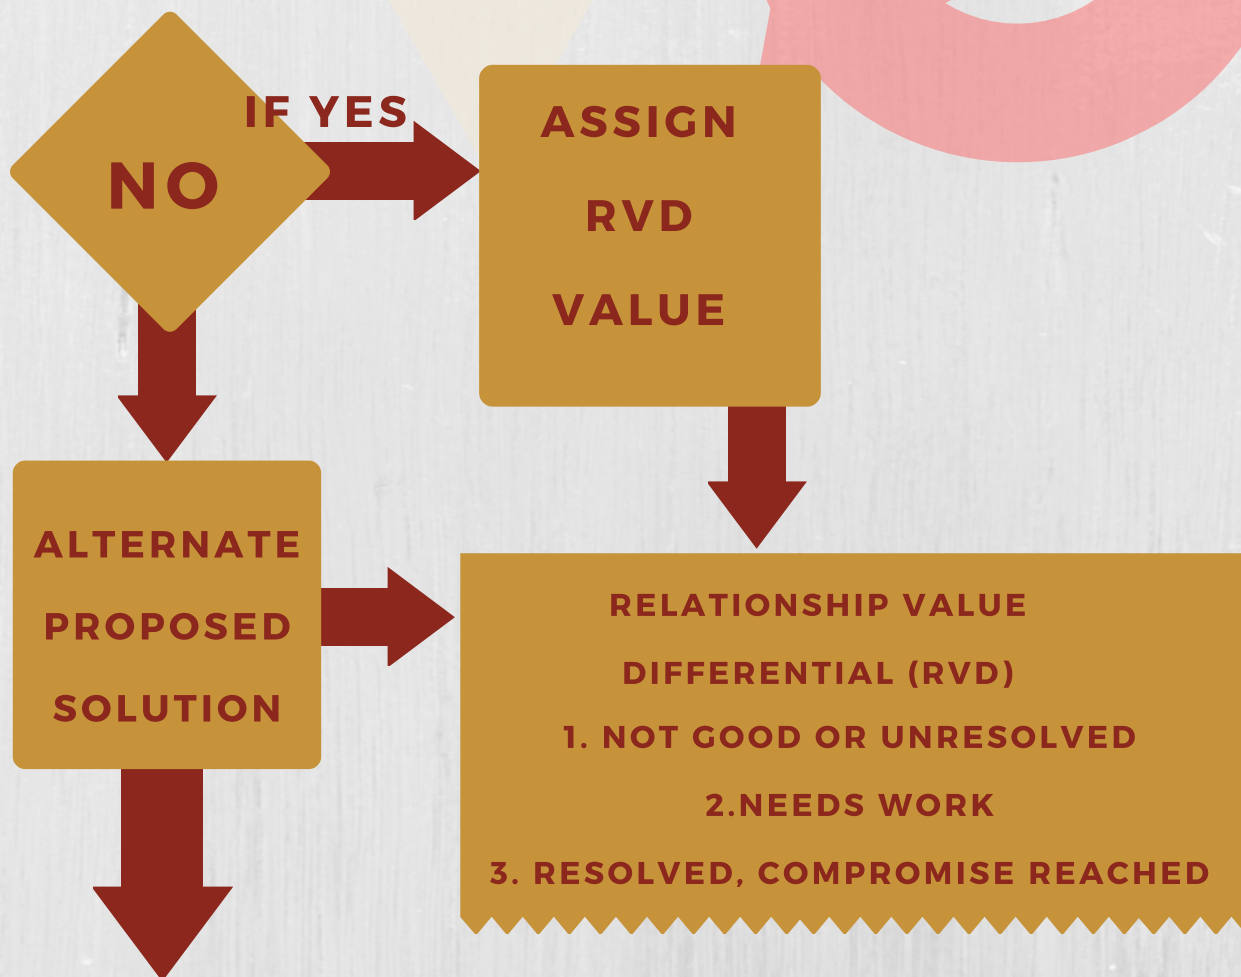 IF YES
NO
ASSIGN
RVD
VALUE
ALTERNATE
PROPOSED
SOLUTION
RELATIONSHIP VALUE
DIFFERENTIAL (RVD)
1. NOT GOOD OR UNRESOLVED
2.NEEDS WORK
3. RESOLVED, COMPROMISE REACHED